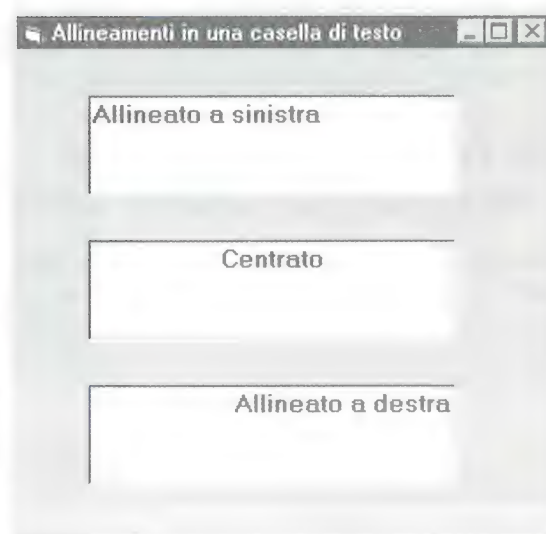 Allineamenti in una casella di testo
Allineato a sinistra
Centrato
Allineato a destra